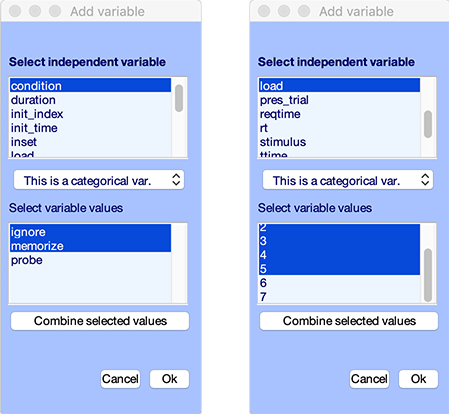 Add variable
Select independent variable
condition
duration
init_index
init_time
inset
load
This is a categorical var.
Select variable values
ignore
memorize
probe
Combine selected values
Cancel
Ok
Add variable
Select independent variable
load
pres_trial
reqtime
rt
stimulus
ttime
This is a categorical var.
Select variable values
2
3
4
5
6
7
Combine selected values
Cancel
Ok